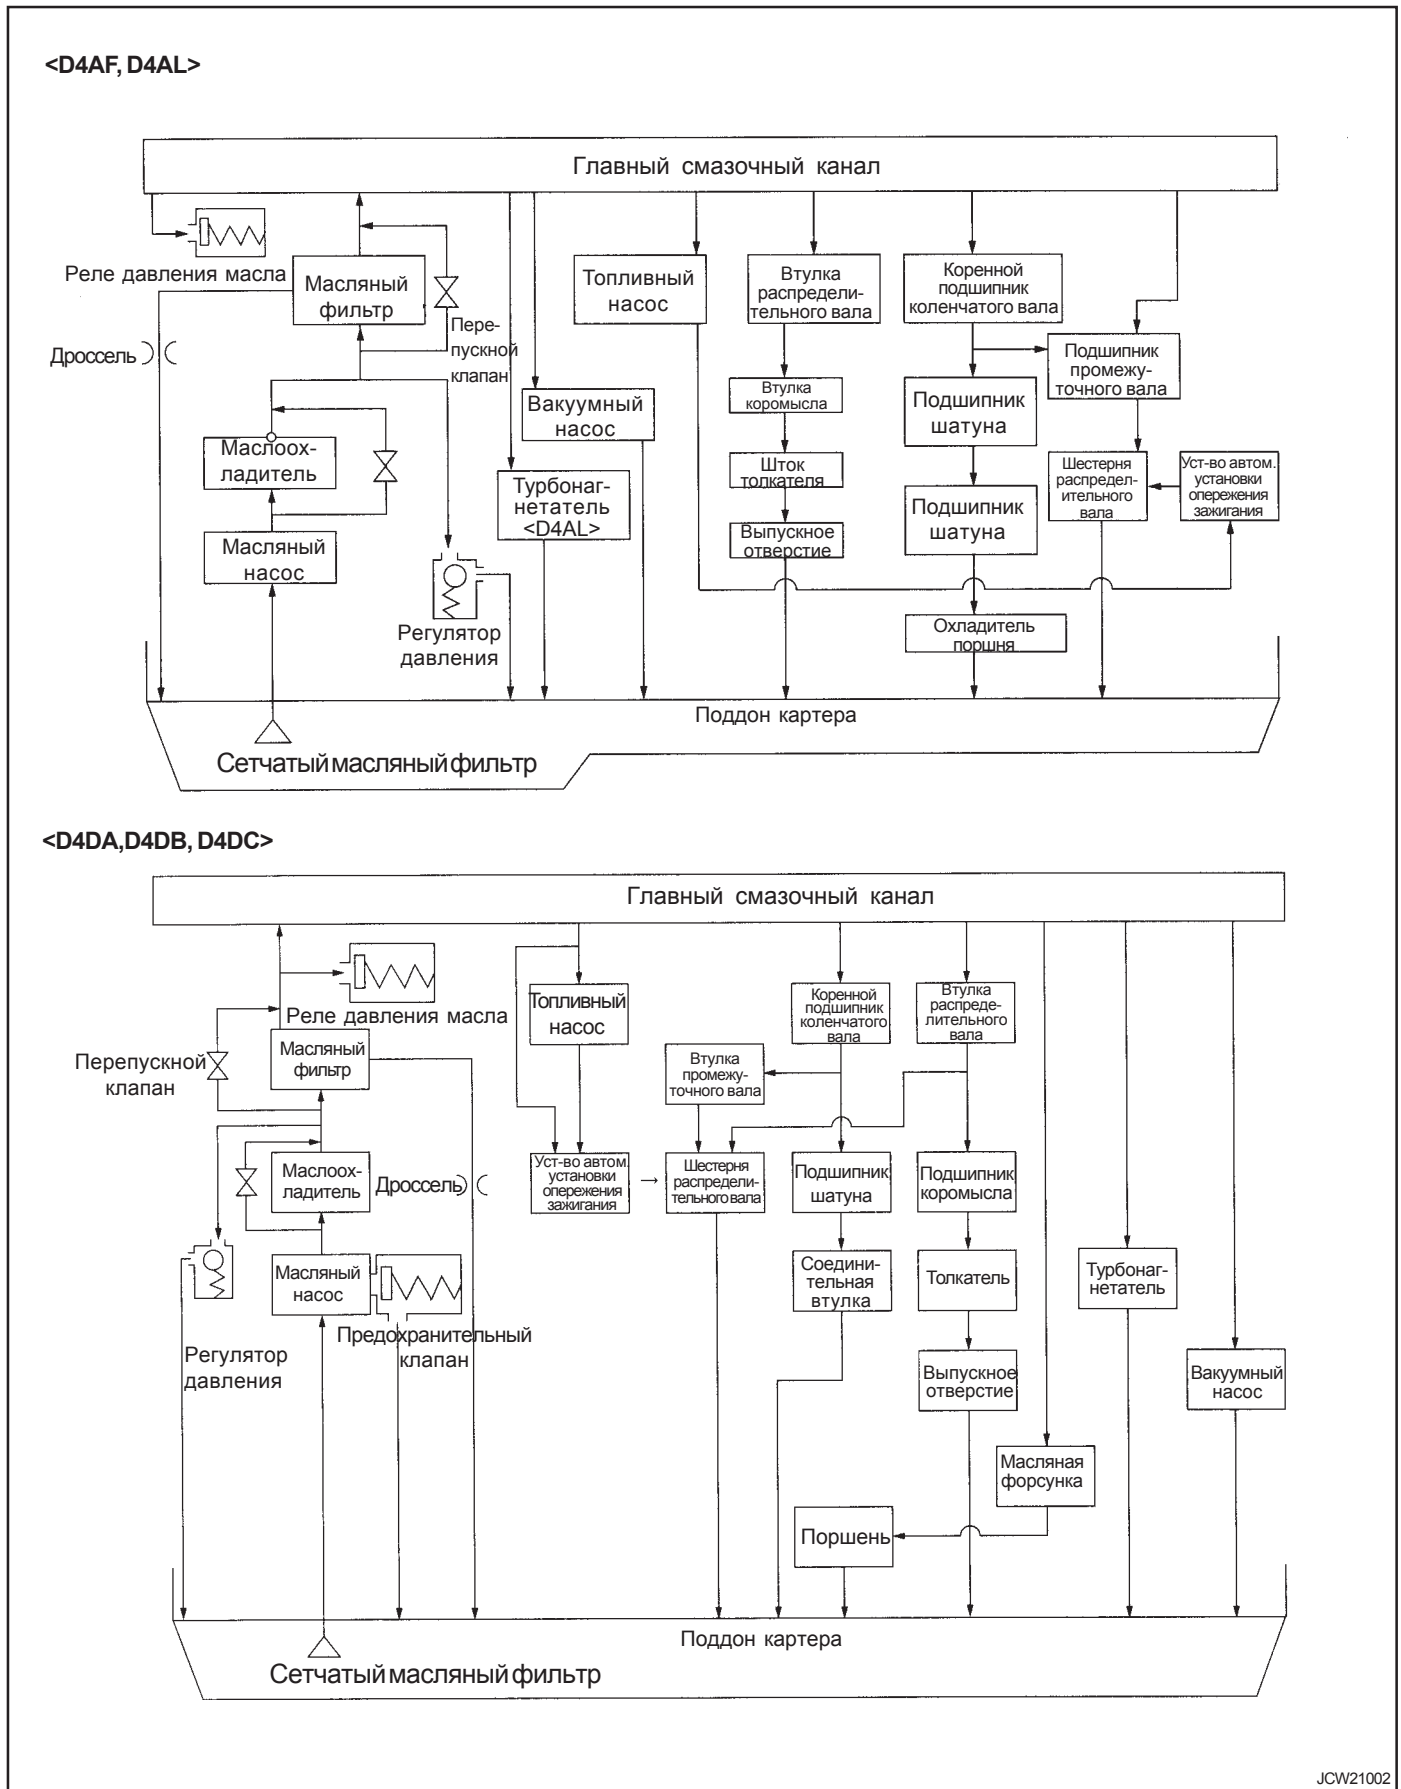 <D4AF, D4AL>
Главный смазочный канал
Реле давления масла
Масляный
фильтр
Пере-
пускной
клапан
Дроссель
Маслоох-
ладитель
Масляный
насос
Регулятор
давления
Турбонаг-
нетатель
<D4AL>
Вакуумный
насос
Топливный
насос
Втулка
распредели-
тельного вала
Втулка
коромысла
Шток
толкателя
Выпускное
отверстие
Коренной
подшипник
коленчатого вала
Подшипник
шатуна
Подшипник
шатуна
Охладитель
поршня
Подшипник
промежу-
точного вала
Шестерня
распредел-
ительного
вала
Уст-во автом.
установки
опережения
зажигания
Поддон картера
Сетчатый масляный фильтр
<D4DA,D4DB, D4DC>
Главный смазочный канал
Реле давления масла
Перепускной
клапан
Масляный
фильтр
Маслоох-
ладитель
Дроссель
Масляный
насос
Предохранительный
клапан
Регулятор
давления
Топливный
насос
Уст-во автом.
установки
опережения
зажигания
Втулка
промежу-
точного вала
Шестерня
распредели-
тельного вала
Коренной
подшипник
коленчатого
вала
Подшипник
шатуна
Соедини-
тельная
втулка
Втулка
распреде-
лительного
вала
Подшипник
коромысла
Толкатель
Выпускное
отверстие
Масляная
форсунка
Поршень
Турбонаг-
нетатель
Вакуумный
насос
Поддон картера
Сетчатый масляный фильтр
JCW21002